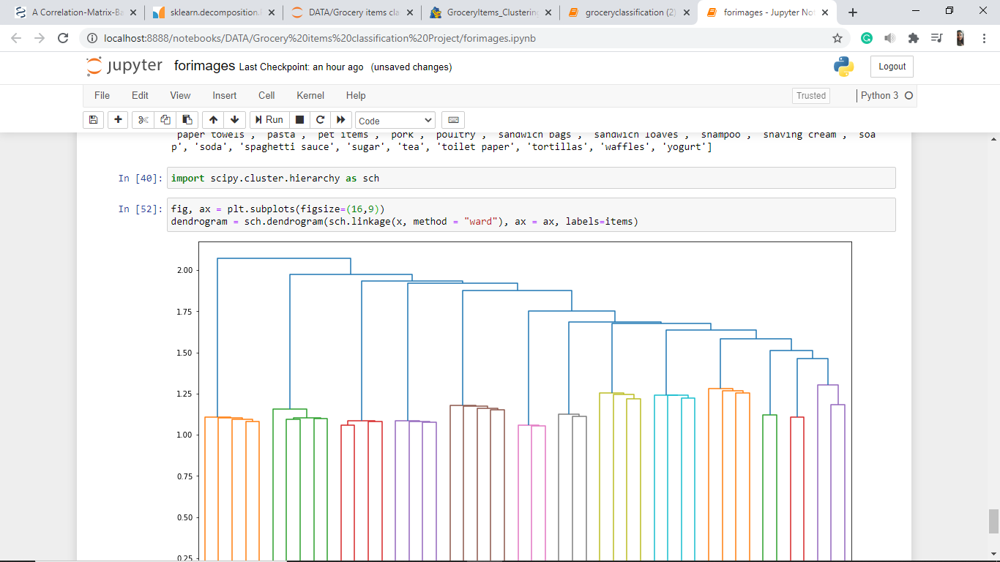 A Correlation-Matrix-Ba
sklearn.decomposition.
DATA/Grocery items cla
GroceryItems_Clustering
groceryclassification (2)
forimages - Jupyter Not
localhost:8888/notebooks/DATA/Grocery%20items%20classification%20Project/forimages.ipynb
jupyter forimages Last Checkpoint: an hour ago (unsaved changes)
Logout
File Edit View Insert Cell Kernel Help
Trusted
Python 3
Run
Code
'paper towels', 'pasta', 'pet items', 'pork', 'poultry', 'sandwich bags', 'sandwich loaves', 'shampoo', 'shaving cream', 'soa
p', 'soda', 'spaghetti sauce', 'sugar', 'tea', 'toilet paper', 'tortillas', 'waffles', 'yogurt']
In [40]: import scipy.cluster.hierarchy as sch
In [52]: fig, ax = plt.subplots(figsize=(16,9))
dendrogram = sch.dendrogram(sch.linkage(x, method = "ward"), ax = ax, labels=items)
2.00
1.75
1.50
1.25
1.00
0.75
0.50
0.25